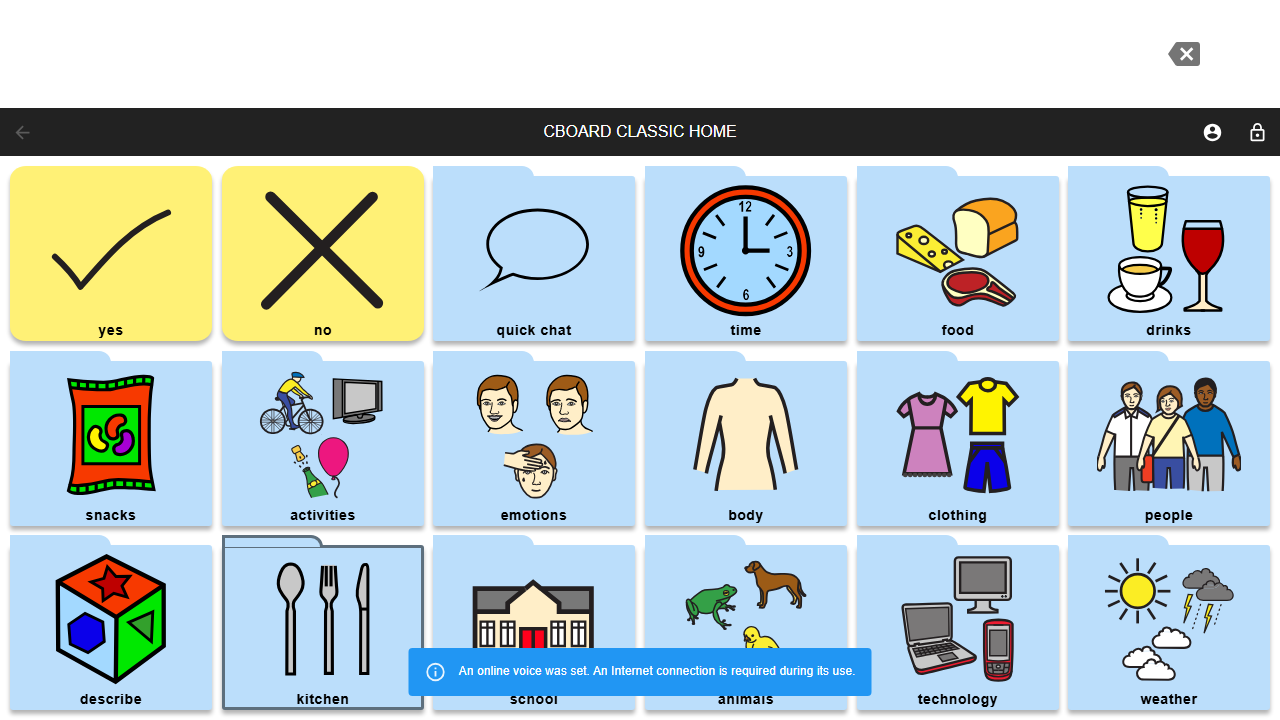 CBOARD CLASSIC HOME
yes
no
quick chat
12
9
3
6
time
food
drinks
snacks
activities
emotions
body
clothing
people
describe
kitchen
school
animals
technology
weather
An online voice was set. An Internet connection is required during its use.